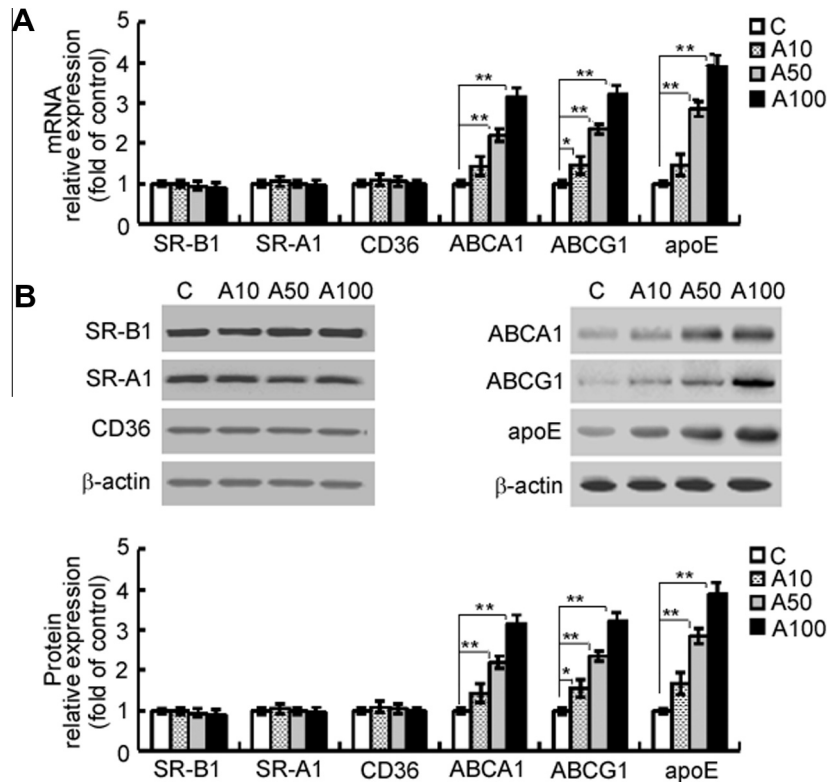 A
mRNA
relative expression
(fold of control)
5
4
3
2
1
0
C
A10
A50
A100
** ** * ** ** ** **
SR-B1 SR-A1 CD36 ABCA1 ABCG1 apoE
B
C A10 A50 A100
SR-B1
SR-A1
CD36
β-actin
C A10 A50 A100
ABCA1
ABCG1
apoE
β-actin
Protein
relative expression
(fold of control)
5
4
3
2
1
0
C
A10
A50
A100
** ** * ** ** ** **
SR-B1 SR-A1 CD36 ABCA1 ABCG1 apoE